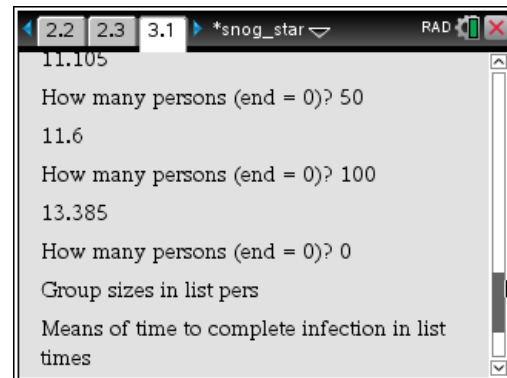 2.2 2.3 3.1 *snog_star RAD
11.105
How many persons (end = 0)? 50
11.6
How many persons (end = 0)? 100
13.385
How many persons (end = 0)? 0
Group sizes in list pers
Means of time to complete infection in list
times